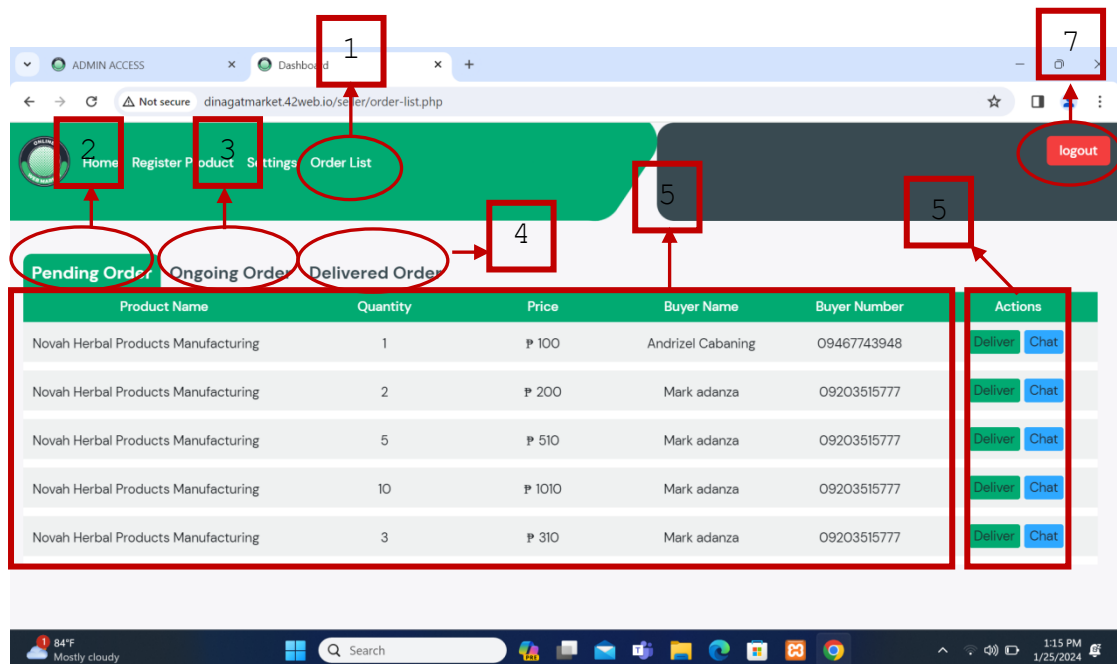 1
7
ADMIN ACCESS
Dashboard
Not secure dinagatmarket.42web.io/seller/order-list.php
2
3
ONLINE
Home Register Product Settings Order List
logout
5
5
4
Pending Order Ongoing Order Delivered Order
Product Name Quantity Price Buyer Name Buyer Number Actions
Novah Herbal Products Manufacturing 1 ₱ 100 Andrizel Cabaning 09467743948 Deliver Chat
Novah Herbal Products Manufacturing 2 ₱ 200 Mark adanza 09203515777 Deliver Chat
Novah Herbal Products Manufacturing 5 ₱ 510 Mark adanza 09203515777 Deliver Chat
Novah Herbal Products Manufacturing 10 ₱ 1010 Mark adanza 09203515777 Deliver Chat
Novah Herbal Products Manufacturing 3 ₱ 310 Mark adanza 09203515777 Deliver Chat
1
84°F
Mostly cloudy
Search
PRE
1:15 PM
1/25/2024